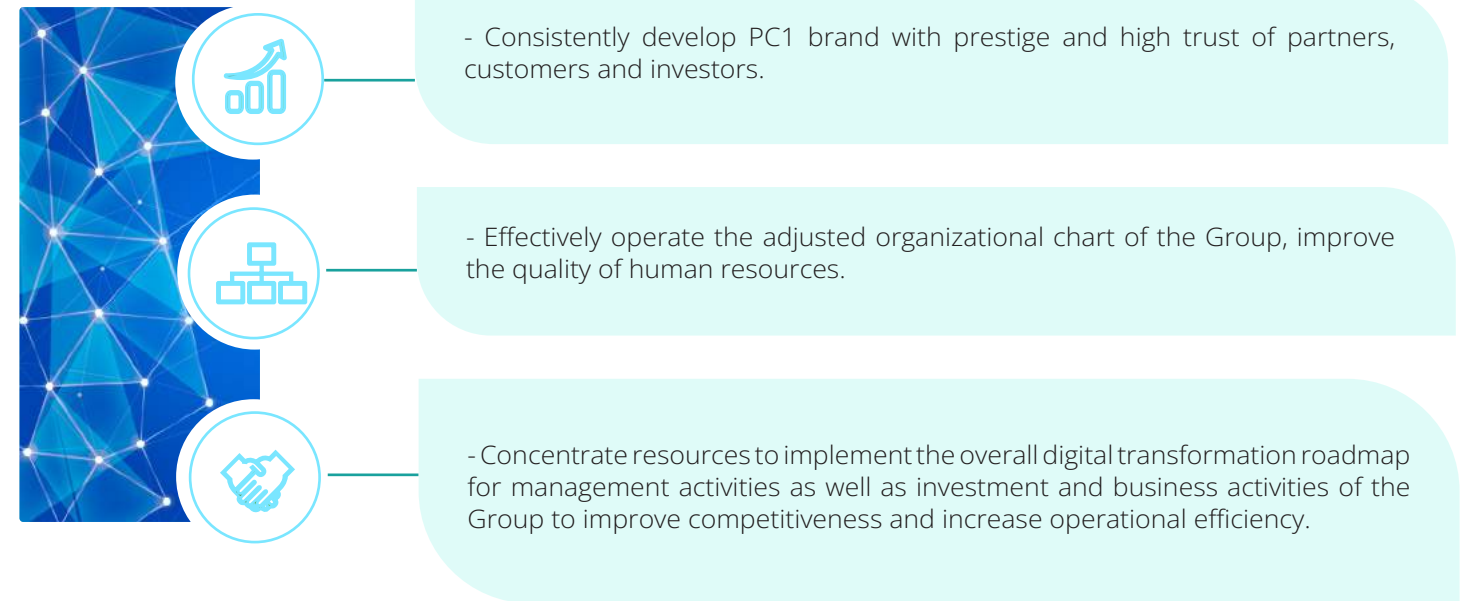 - Consistently develop PC1 brand with prestige and high trust of partners,
customers and investors.
- Effectively operate the adjusted organizational chart of the Group, improve
the quality of human resources.
- Concentrate resources to implement the overall digital transformation roadmap
for management activities as well as investment and business activities of the
Group to improve competitiveness and increase operational efficiency.